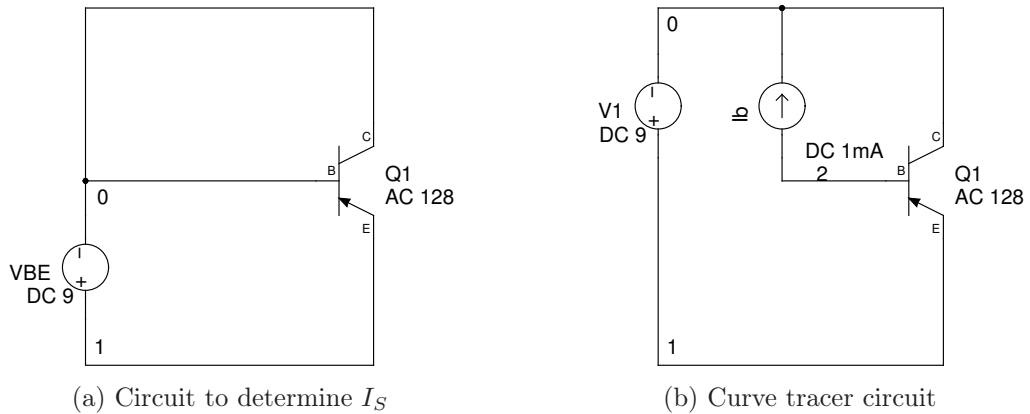 C
B
Q1
AC 128
0
E
VBE
DC 9
1
(a) Circuit to determine I_S
0
V1
DC 9
Ib
DC 1mA
2
C
B
Q1
AC 128
E
1
(b) Curve tracer circuit